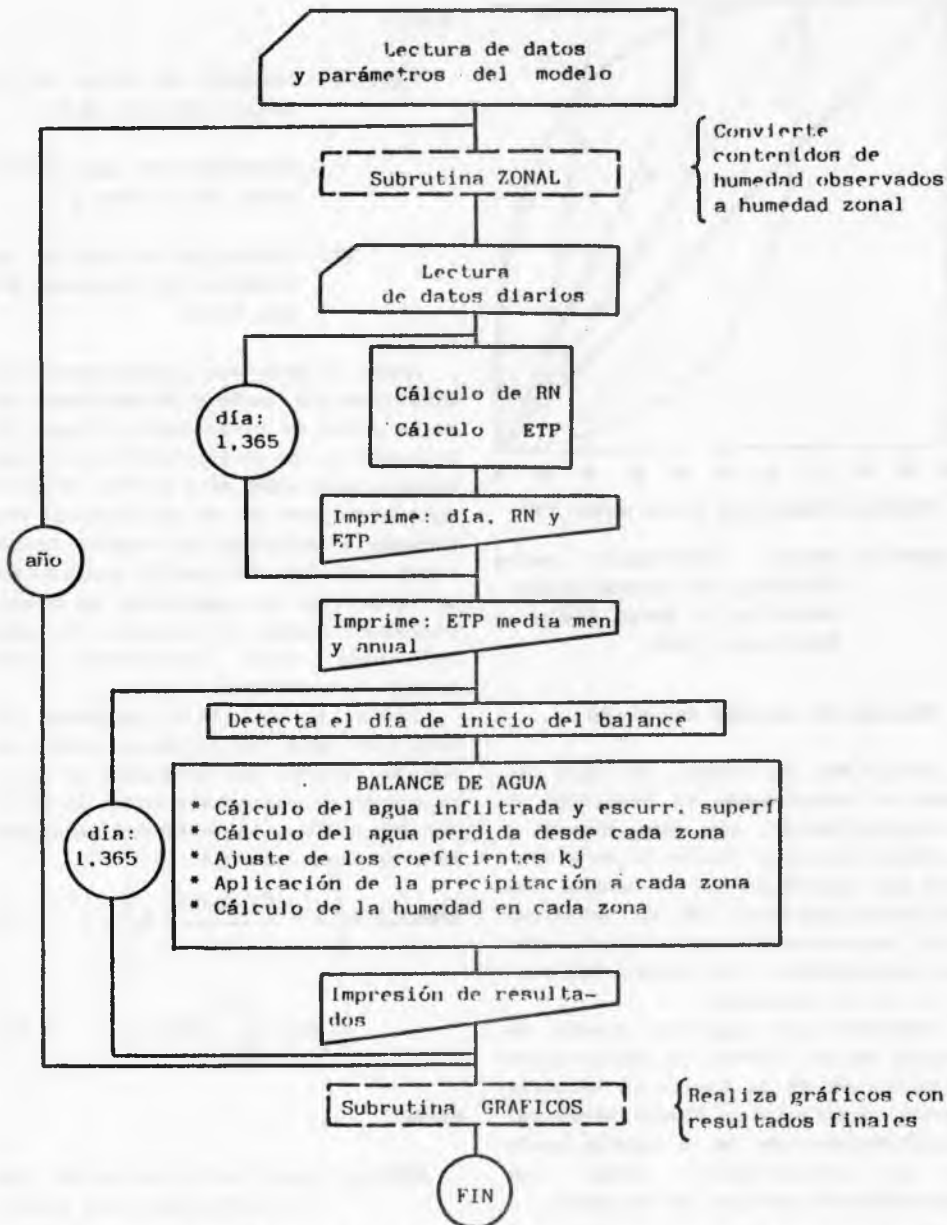 Lectura de datos
y parámetros del modelo
Convierte
contenidos de
humedad observados
a humedad zonal
Subrutina ZONAL
Lectura
de datos diarios
día:
1,365
Cálculo de RN
Cálculo ETP
Imprime: día. RN y
ETP
año
Imprime: ETP media men
y anual
Detecta el día de inicio del balance
día:
1.365
BALANCE DE AGUA
* Cálculo del agua infiltrada y escurr. superf
* Cálculo del agua perdida desde cada zona
* Ajuste de los coeficientes kj
* Aplicación de la precipitación a cada zona
* Cálculo de la humedad en cada zona
Impresión de resulta-
dos
Subrutina GRAFICOS
Realiza gráficos con
resultados finales
FIN